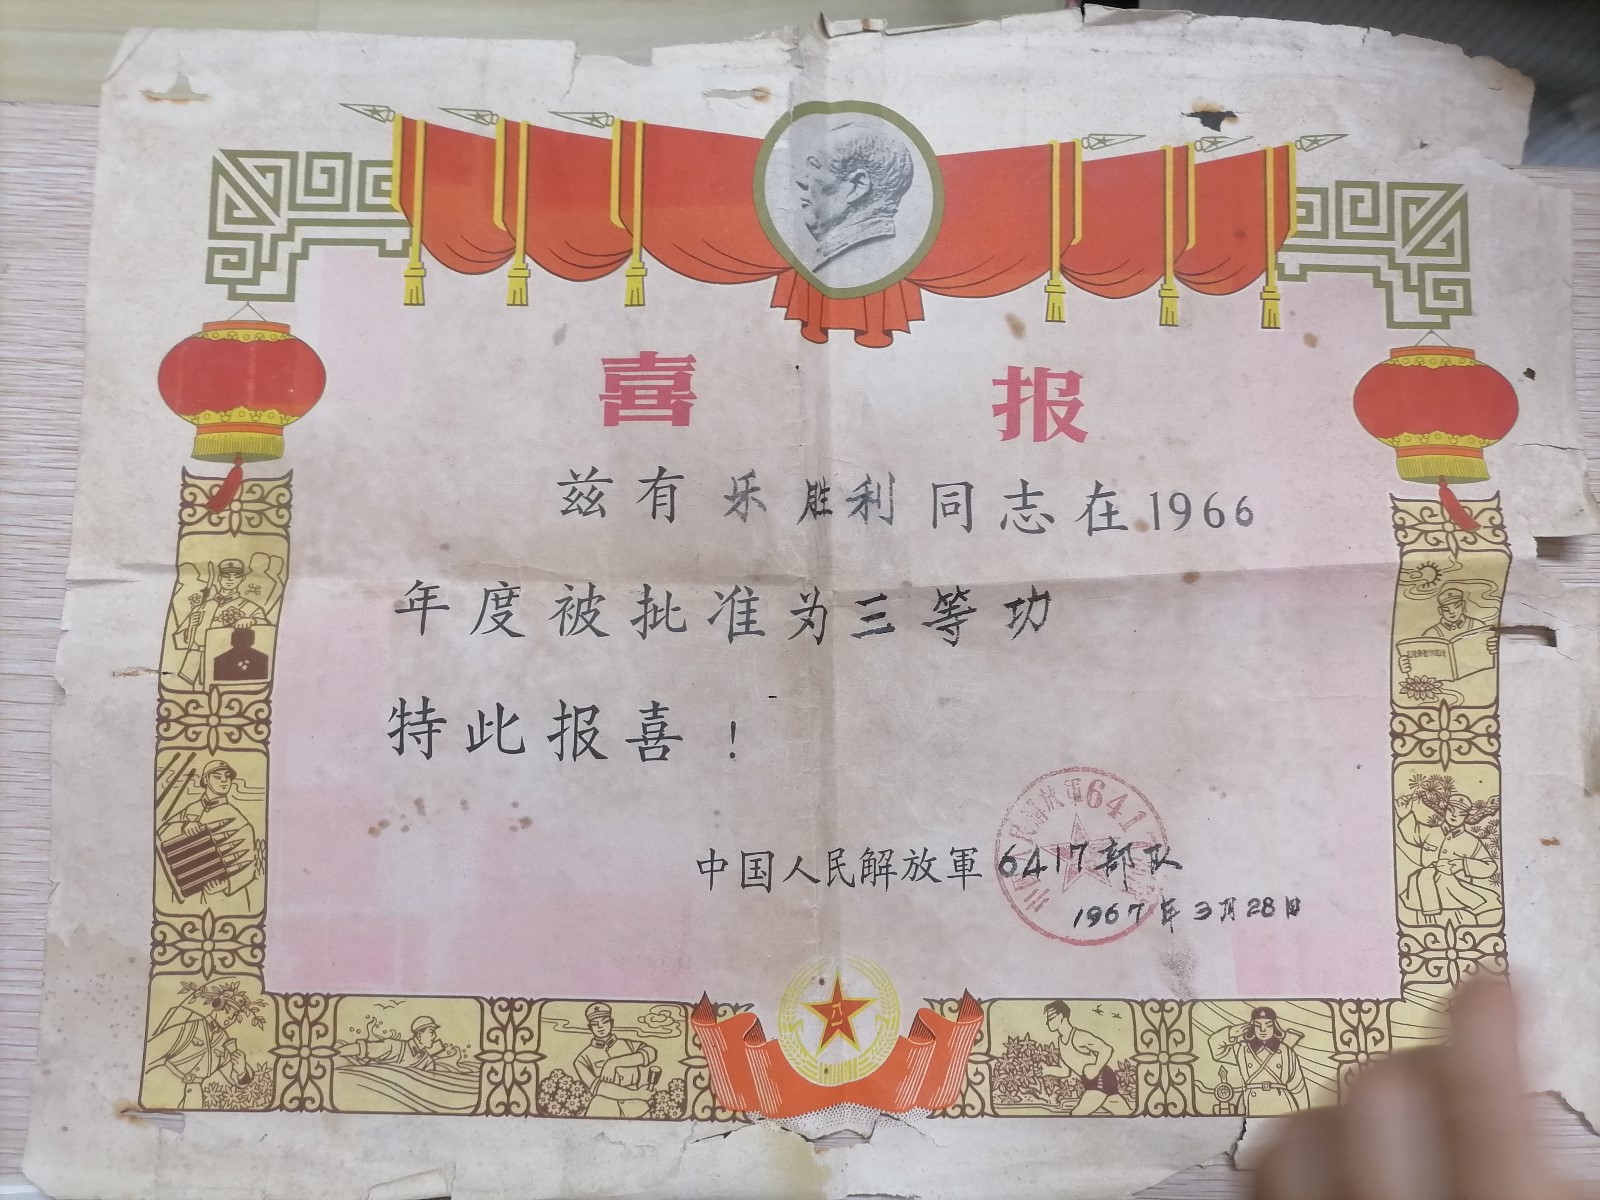 喜 报
兹有 乐胜利 同志在1966
年度被批准为三等功
特此报喜！
中国人民解放軍6417部队
1967年3月28日